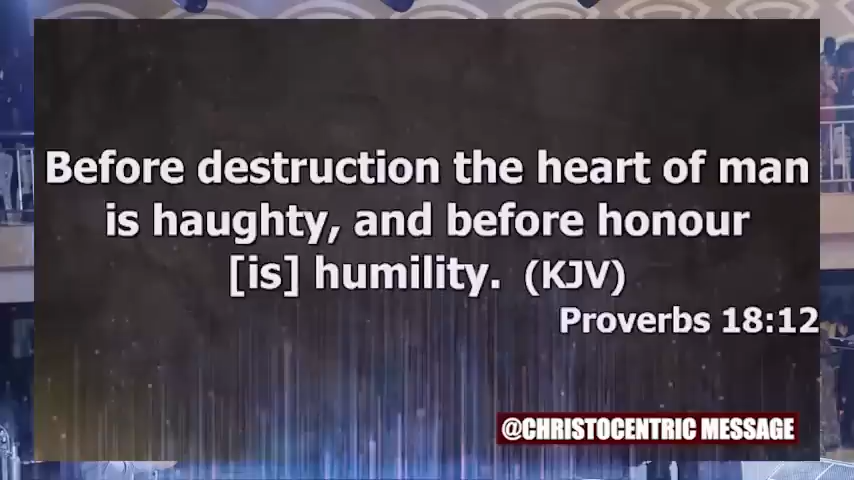 Before destruction the heart of man
is haughty, and before honour
[is] humility. (KJV)
Proverbs 18:12
@CHRISTOCENTRIC MESSAGE